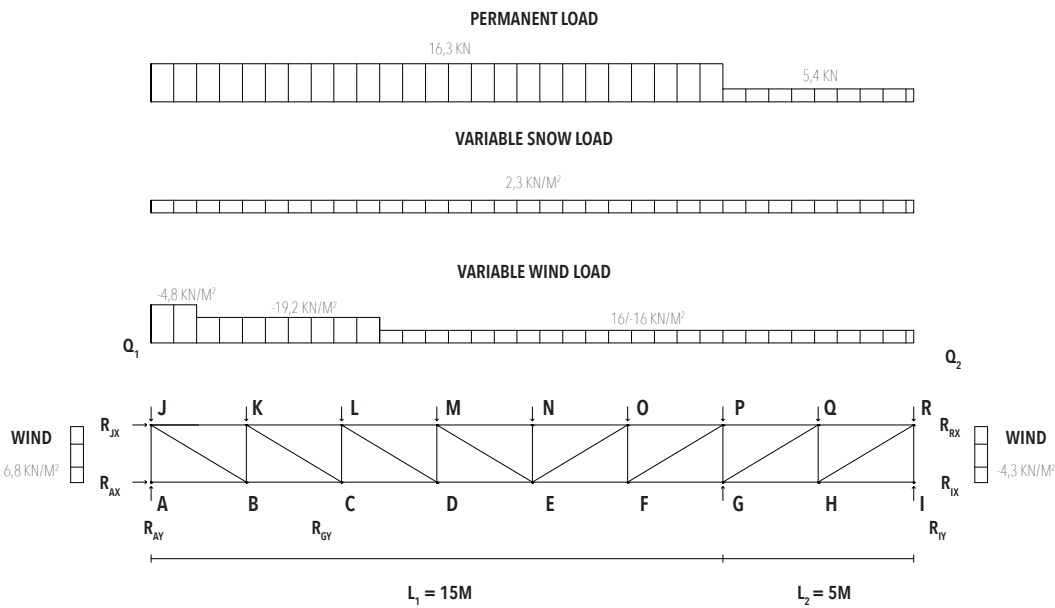 PERMANENT LOAD
16,3 KN
5,4 KN
VARIABLE SNOW LOAD
2,3 KN/M²
VARIABLE WIND LOAD
-4,8 KN/M²
-19,2 KN/M²
16/-16 KN/M²
Q₁
Q₂
J K L M N O P Q R
WIND R_JX R_RX WIND
6,8 KN/M² R_AX R_IX -4,3 KN/M²
A B C D E F G H I
R_AY R_GY R_IY
L₁ = 15M L₂ = 5M